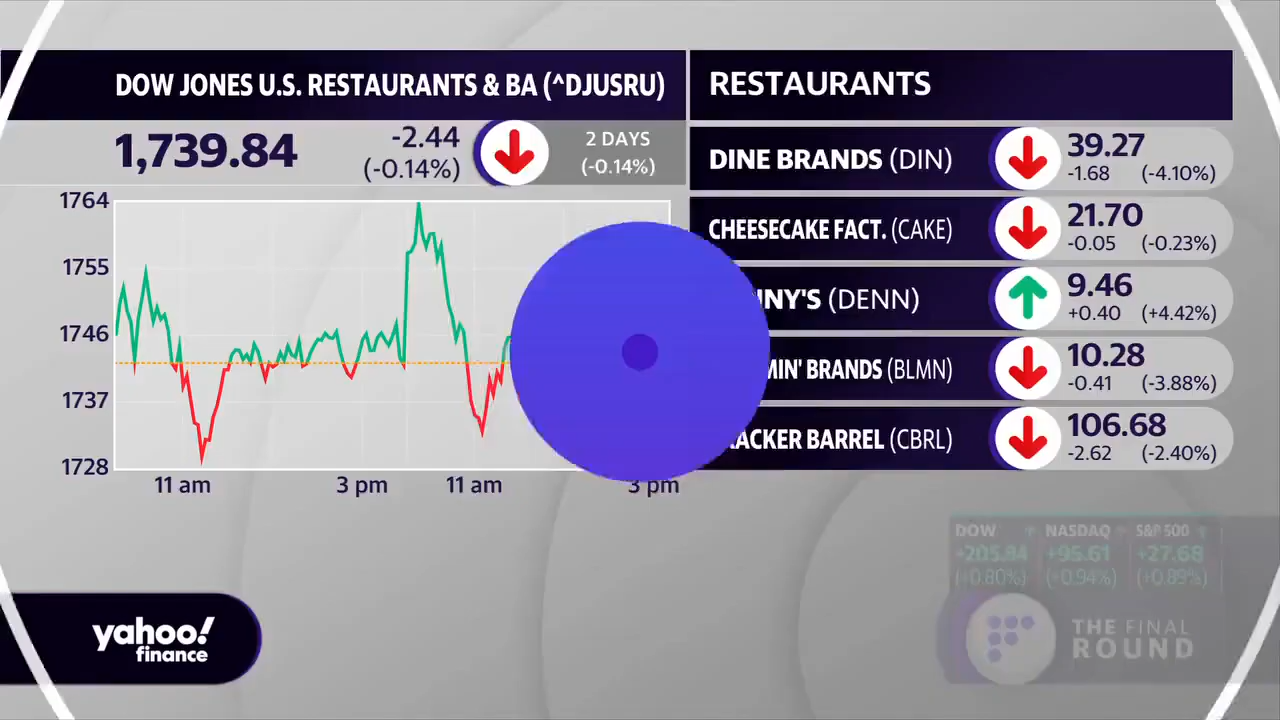 DOW JONES U.S. RESTAURANTS & BA (^DJUSRU)
1,739.84
-2.44
(-0.14%)
2 DAYS
(-0.14%)
1764
1755
1746
1737
1728
11 am 3 pm 11 am 3 pm
RESTAURANTS
DINE BRANDS (DIN)
39.27
-1.68 (-4.10%)
CHEESECAKE FACT. (CAKE)
21.70
-0.05 (-0.23%)
NY'S (DENN)
9.46
+0.40 (+4.42%)
MIN' BRANDS (BLMN)
10.28
-0.41 (-3.88%)
ACKER BARREL (CBRL)
106.68
-2.62 (-2.40%)
DOW NASDAQ S&P 500
+205.84 +95.61 +27.68
(+0.80%) (+0.94%) (+0.89%)
THE FINAL
ROUND
yahoo!
finance